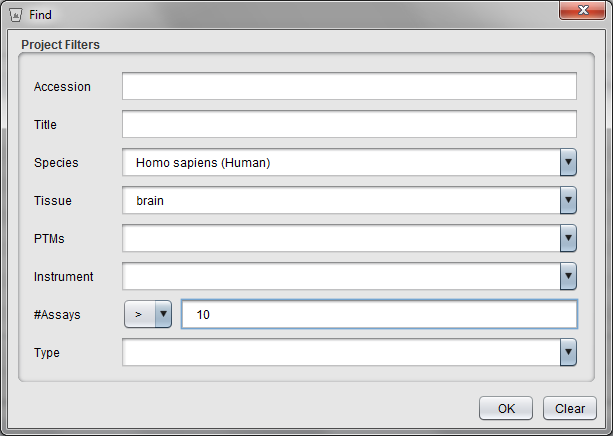 Find
Project Filters
Accession
Title
Species Homo sapiens (Human)
Tissue brain
PTMs
Instrument
#Assays > 10
Type
OK Clear